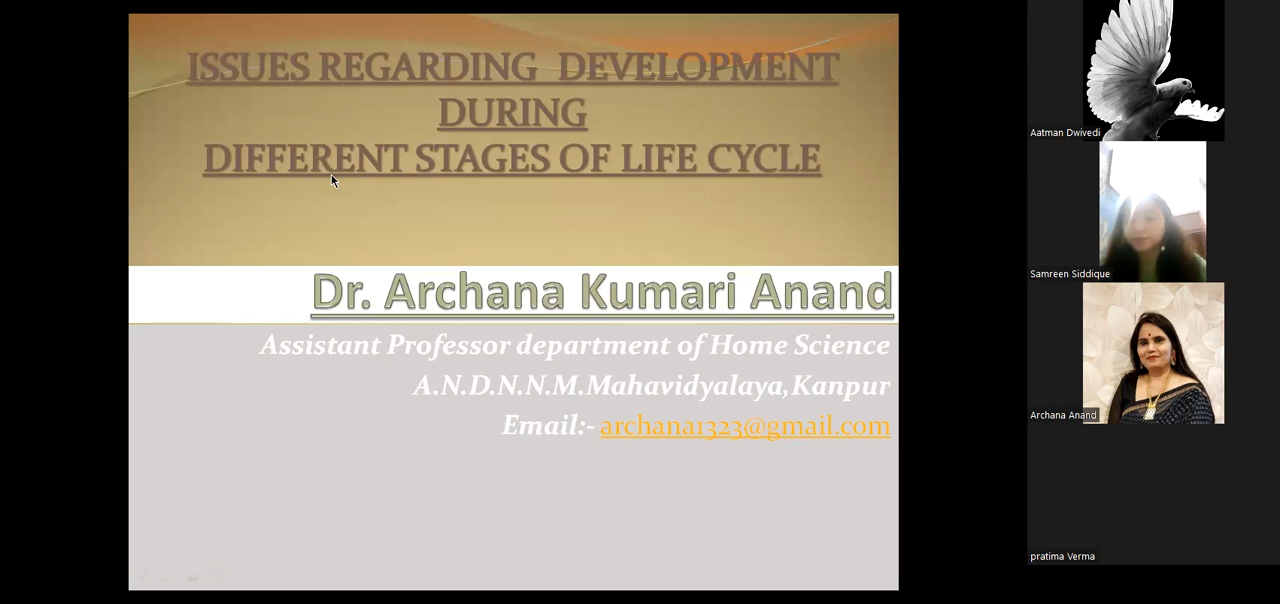 ISSUES REGARDING DEVELOPMENT
DURING
DIFFERENT STAGES OF LIFE CYCLE
Dr. Archana Kumari Anand
Assistant Professor department of Home Science
A.N.D.N.N.M.Mahavidyalaya,Kanpur
Email:- archana1323@gmail.com
Aatman Dwivedi
Samreen Siddique
Archana Anand
pratima Verma